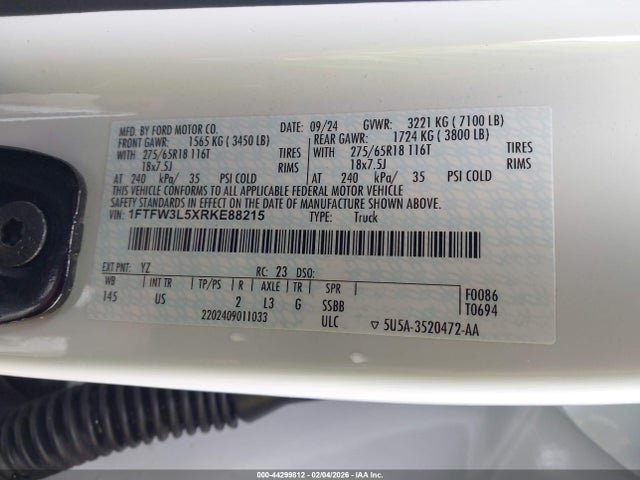 MFD. BY FORD MOTOR CO. DATE: 09/24 GVWR: 3221 KG ( 7100 LB)
FRONT GAWR: 1565 KG ( 3450 LB) REAR GAWR: 1724 KG ( 3800 LB)
WITH 275/65R18 116T TIRES WITH 275/65R18 116T TIRES
18x7.5J RIMS 18x7.5J RIMS
AT 240 kPa/ 35 PSI COLD AT 240 kPa/ 35 PSI COLD
THIS VEHICLE CONFORMS TO ALL APPLICABLE FEDERAL MOTOR VEHICLE
SAFETY STANDARDS IN EFFECT ON THE DATE OF MANUFACTURE SHOWN ABOVE.
VIN: 1FTFW3L5XRKE88215 TYPE: Truck
EXT PNT: YZ RC: 23 DSO:
WB INT TR TP/PS R AXLE TR SPR F0086
145 US 2 L3 G SSBB T0694
2202409011033 ULC ▽ 5U5A-3520472-AA
000-44299812 - 02/04/2026 - IAA, Inc.